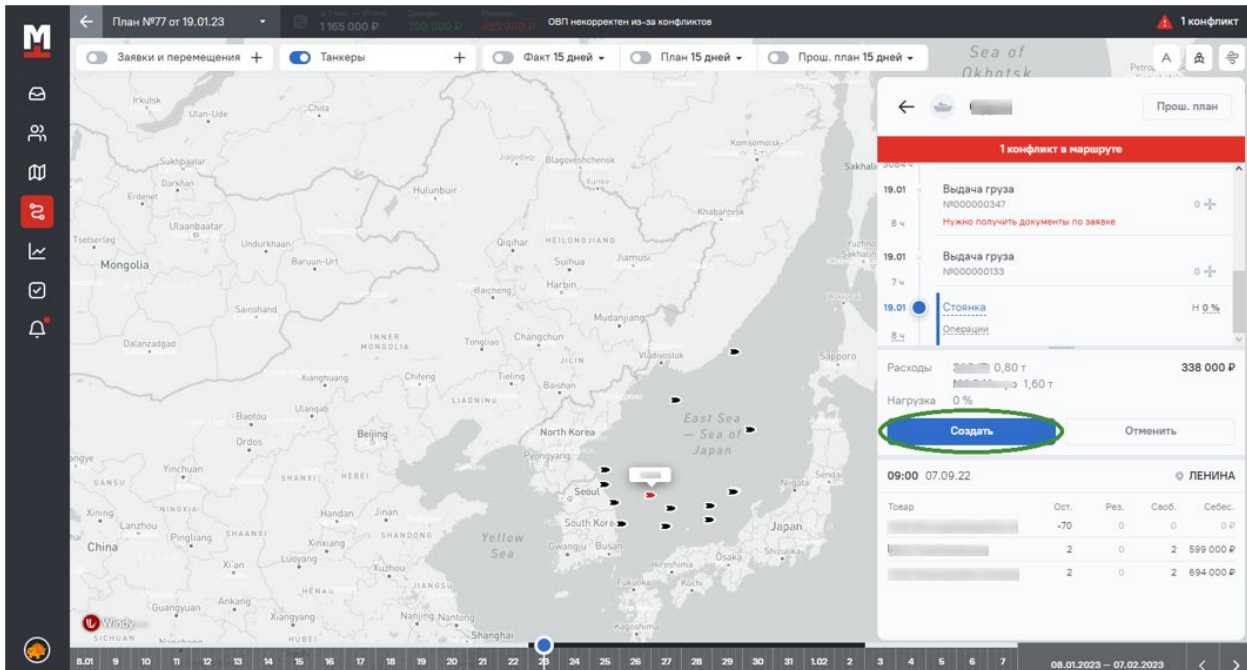 План №77 от 19.01.23
1 165 000 ₽
700 000 ₽
465 000 ₽
ОВП некорректен из-за конфликтов
1 конфликт
Заявки и перемещения +
Танкеры +
Факт 15 дней
План 15 дней
Прош. план 15 дней
Sea of
Okhotsk
A
Прош. план
1 конфликт в маршруте
19.01 Выдача груза
№000000347 0
8 ч Нужно получить документы по заявке
19.01 Выдача груза
№000000133 0
7 ч
19.01 Стоянка Н 0 %
8 ч Операции
Расходы 0,80 т 338 000 ₽
1,60 т
Нагрузка 0 %
Создать Отменить
09:00 07.09.22 ЛЕНИНА
Товар Ост. Рез. Своб. Себес.
-70 0 0 0 ₽
2 0 2 599 000 ₽
2 0 2 694 000 ₽
Irkutsk
Ulan-Ude
Chita
Sukhbaatar
Darkhan
Erdenet
Ulaanbaatar
Tsetserleg
Mongolia
Undurkhaan
Baruun-Urt
Hulunbuir
Blagoveshchensk
Xunke
Komsomolsk-
Khabarovsk
Qiqihar
HEILONGJIANG
Suihua
Jiamusi
Baicheng
Harbin
Sainshand
Dalanzadgad
INNER
MONGOLIA
Tongliao
Changchun
Mudanjiang
JILIN
Vladivostok
Sapporo
Xianghuang
Chifeng
Tieling
Baishan
LIAONING
Ulanqab
Baotou
Ordos
Beijing
North Korea
Pyongyang
East Sea
— Sea of
Japan
Yinchuan
GANSU
SHANXI
HEBEI
Seoul
Niigata
Sendai
Xining
NINGXIA
Lanzhou
Pingliang
SHAANXI
Handan
Jinan
SHANDONG
Xinxiang
South Kore
Yellow
Sea
Gwangju
Busan
Japan
China
Xi'an
Luoyang
Xuzhou
Hiroshima
Osaka
Shizuoka
HENAN
JIANGSU
Fukuoka
Kochi
Guangyuan
Ankang
Xiangyang
Nanjing
Nantong
Kagoshima
Windy
SICHUAN
HUBEI
Shanghai
8.01 9 10 11 12 13 14 15 16 17 18 19 20 21 22 23 24 25 26 27 28 29 30 31 1.02 2 3 4 5 6 7 08.01.2023 — 07.02.2023